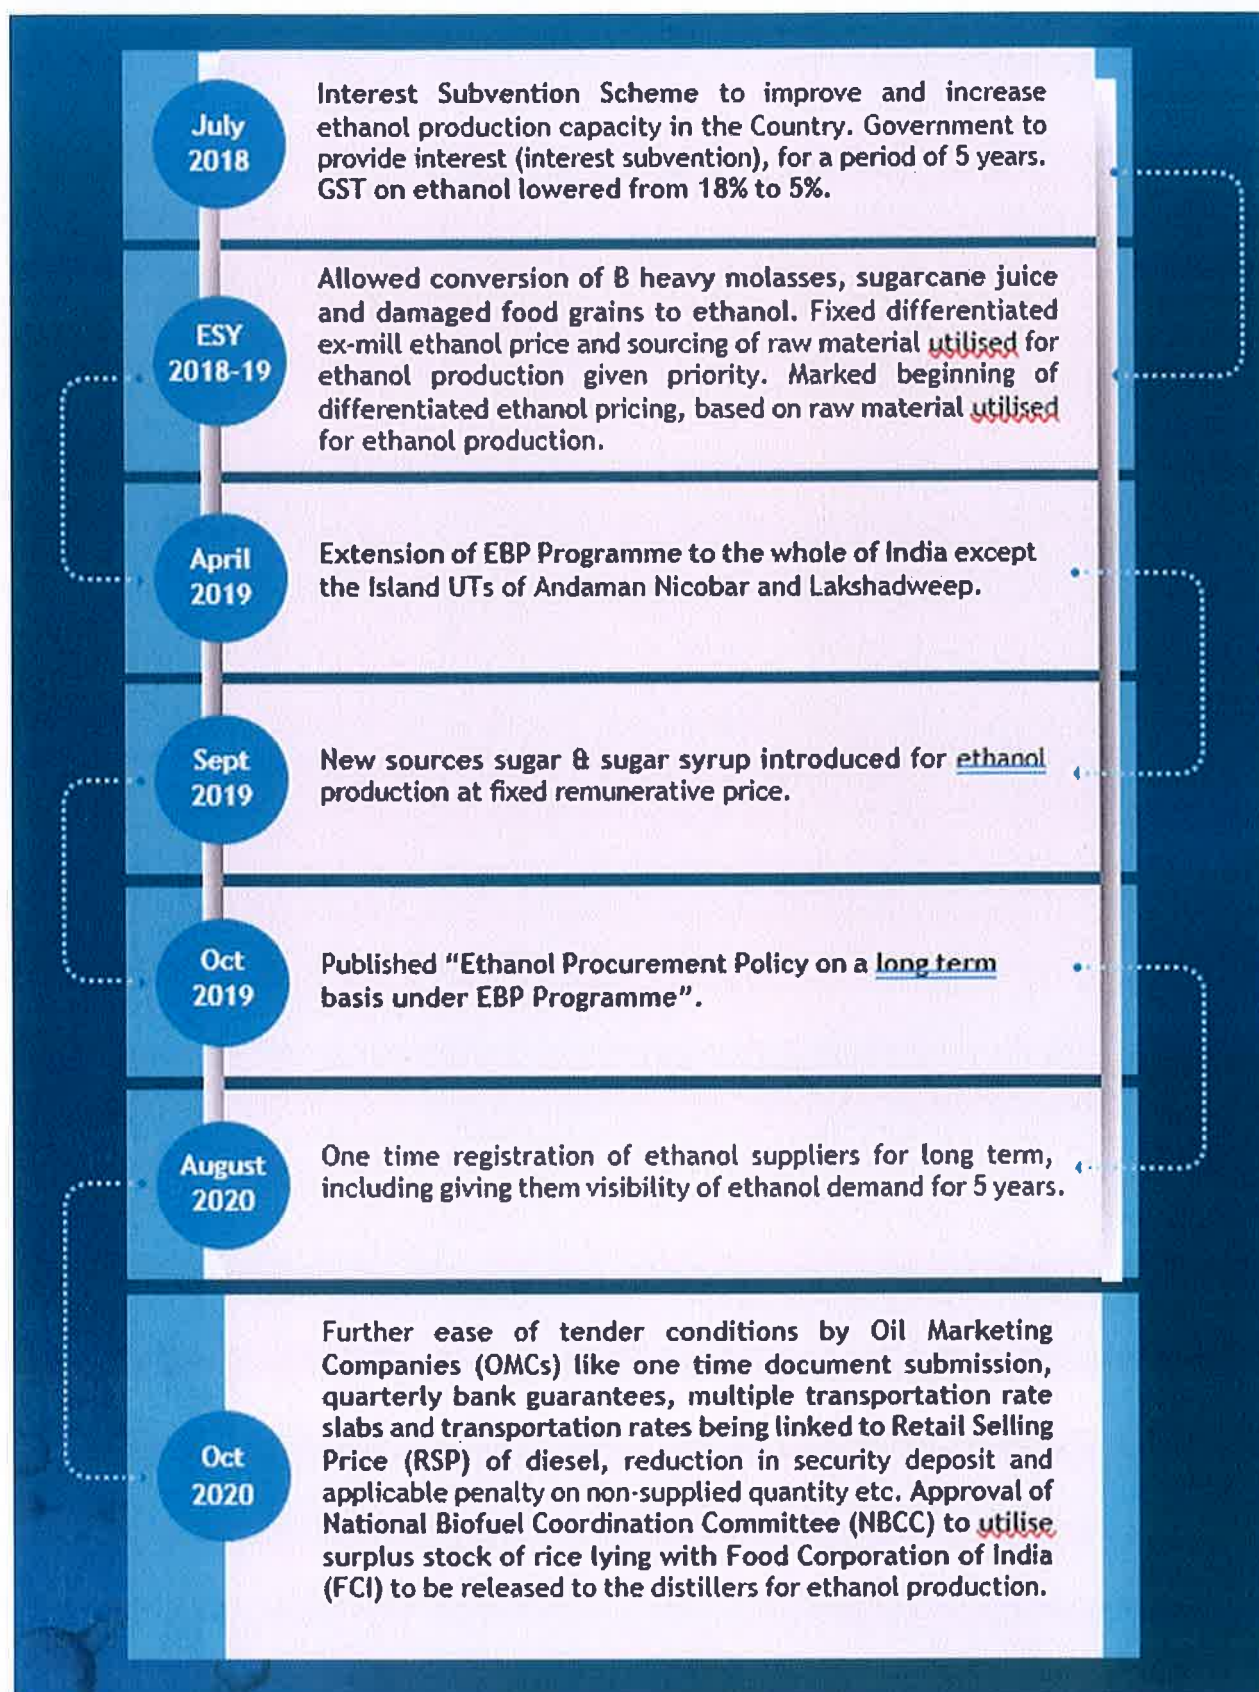 July
2018
Interest Subvention Scheme to improve and increase
ethanol production capacity in the Country. Government to
provide interest (interest subvention), for a period of 5 years.
GST on ethanol lowered from 18% to 5%.
ESY
2018-19
Allowed conversion of B heavy molasses, sugarcane juice
and damaged food grains to ethanol. Fixed differentiated
ex-mill ethanol price and sourcing of raw material utilised for
ethanol production given priority. Marked beginning of
differentiated ethanol pricing, based on raw material utilised
for ethanol production.
April
2019
Extension of EBP Programme to the whole of India except
the Island UTs of Andaman Nicobar and Lakshadweep.
Sept
2019
New sources sugar & sugar syrup introduced for ethanol
production at fixed remunerative price.
Oct
2019
Published "Ethanol Procurement Policy on a long term
basis under EBP Programme".
August
2020
One time registration of ethanol suppliers for long term,
including giving them visibility of ethanol demand for 5 years.
Oct
2020
Further ease of tender conditions by Oil Marketing
Companies (OMCs) like one time document submission,
quarterly bank guarantees, multiple transportation rate
slabs and transportation rates being linked to Retail Selling
Price (RSP) of diesel, reduction in security deposit and
applicable penalty on non-supplied quantity etc. Approval of
National Biofuel Coordination Committee (NBCC) to utilise
surplus stock of rice lying with Food Corporation of India
(FCI) to be released to the distillers for ethanol production.